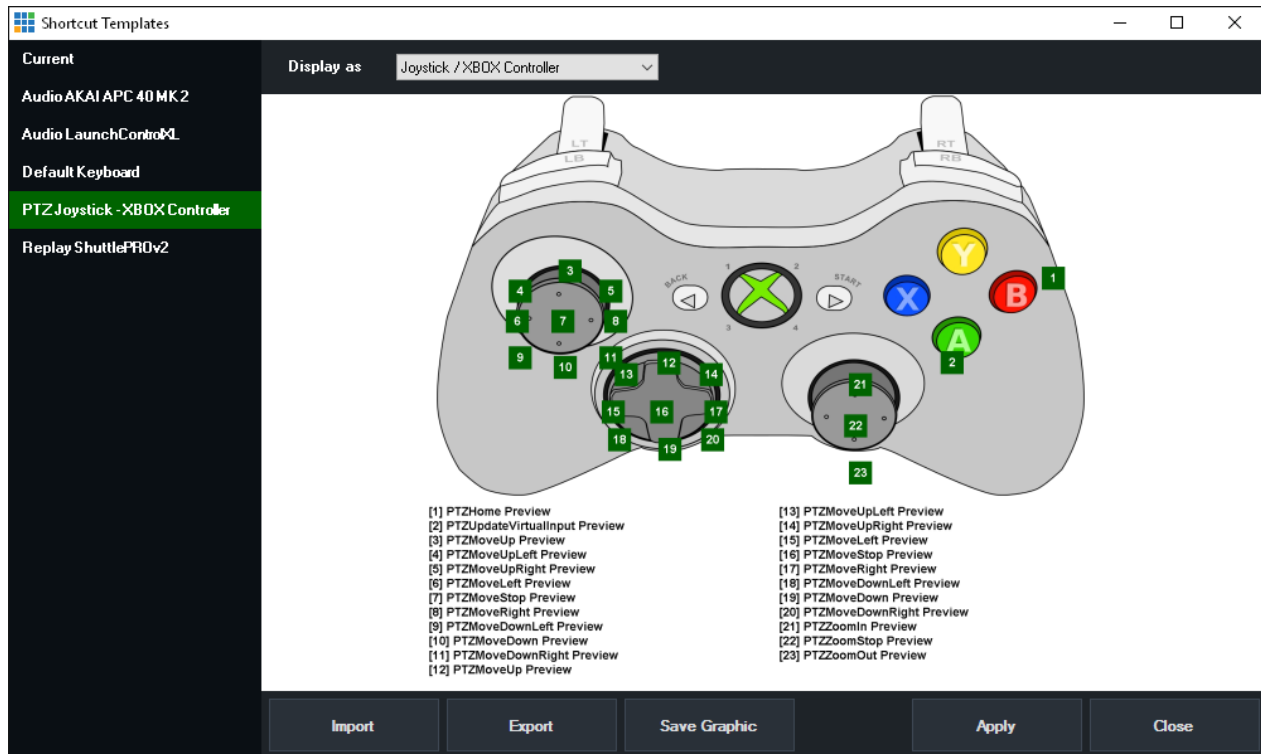 Shortcut Templates
Current
Audio AKAI APC 40 MK2
Audio LaunchControlXL
Default Keyboard
PTZ Joystick - XBOX Controller
Replay ShuttlePROv2
Display as
Joystick / XBOX Controller
LT
LB
RT
RB
Y
X
B
A
BACK
START
1
2
3
4
1
2
3
4
5
6
7
8
9
10
11
12
13
14
15
16
17
18
19
20
21
22
23
[1] PTZHome Preview
[2] PTZUpdateVirtualInput Preview
[3] PTZMoveUp Preview
[4] PTZMoveUpLeft Preview
[5] PTZMoveUpRight Preview
[6] PTZMoveLeft Preview
[7] PTZMoveStop Preview
[8] PTZMoveRight Preview
[9] PTZMoveDownLeft Preview
[10] PTZMoveDown Preview
[11] PTZMoveDownRight Preview
[12] PTZMoveUp Preview
[13] PTZMoveUpLeft Preview
[14] PTZMoveUpRight Preview
[15] PTZMoveLeft Preview
[16] PTZMoveStop Preview
[17] PTZMoveRight Preview
[18] PTZMoveDownLeft Preview
[19] PTZMoveDown Preview
[20] PTZMoveDownRight Preview
[21] PTZZoomIn Preview
[22] PTZZoomStop Preview
[23] PTZZoomOut Preview
Import
Export
Save Graphic
Apply
Close